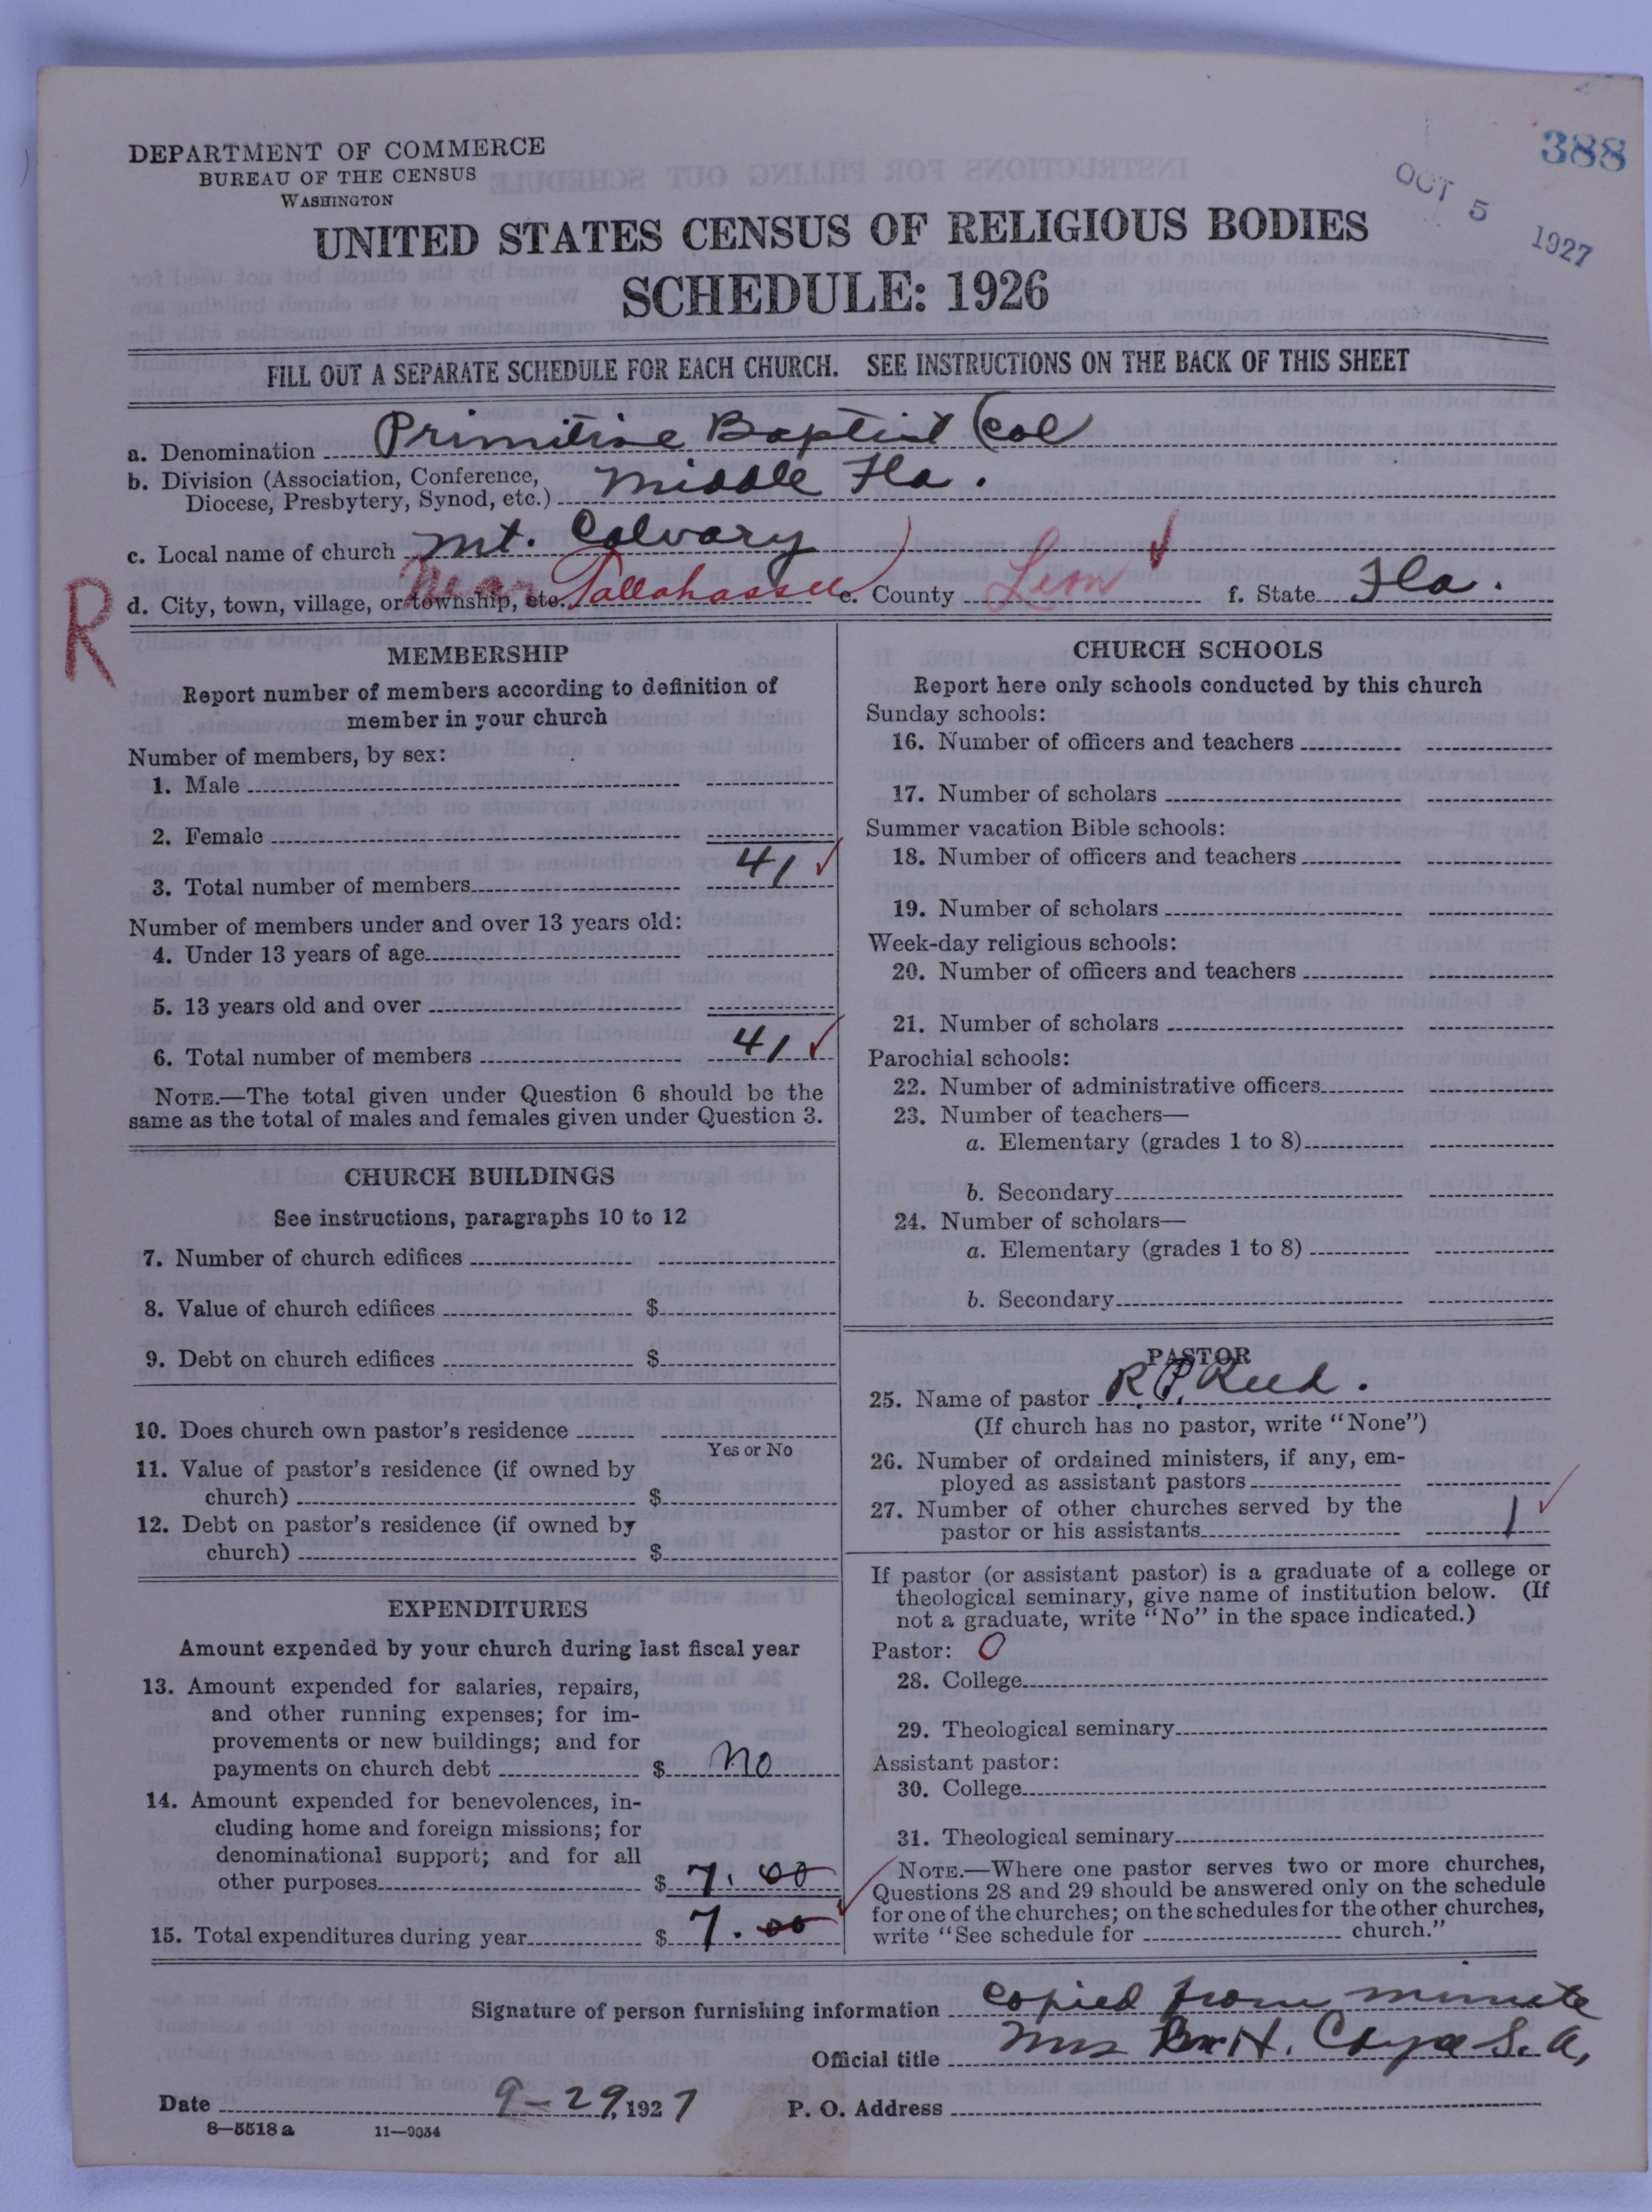 388
OCT 5 1927
DEPARTMENT OF COMMERCE
BUREAU OF THE CENSUS
WASHINGTON
UNITED STATES CENSUS OF RELIGIOUS BODIES
SCHEDULE: 1926
FILL OUT A SEPARATE SCHEDULE FOR EACH CHURCH. SEE INSTRUCTIONS ON THE BACK OF THIS SHEET
a. Denomination Primitive Baptist (Col
b. Division (Association, Conference,
Diocese, Presbytery, Synod, etc.) Middle Fla.
c. Local name of church Mt. Calvary
d. City, town, village, or township, etc. Near Tallahassee) e. County Leon f. State Fla.
R
MEMBERSHIP
Report number of members according to definition of
member in your church
Number of members, by sex:
1. Male
2. Female
3. Total number of members 41
Number of members under and over 13 years old:
4. Under 13 years of age
5. 13 years old and over
6. Total number of members 41
NOTE.—The total given under Question 6 should be the
same as the total of males and females given under Question 3.
CHURCH BUILDINGS
See instructions, paragraphs 10 to 12
7. Number of church edifices
8. Value of church edifices $
9. Debt on church edifices $
10. Does church own pastor's residence
Yes or No
11. Value of pastor's residence (if owned by
church) $
12. Debt on pastor's residence (if owned by
church) $
EXPENDITURES
Amount expended by your church during last fiscal year
13. Amount expended for salaries, repairs,
and other running expenses; for im-
provements or new buildings; and for
payments on church debt $ no
14. Amount expended for benevolences, in-
cluding home and foreign missions; for
denominational support; and for all
other purposes $ 7.00
15. Total expenditures during year $ 7.00
CHURCH SCHOOLS
Report here only schools conducted by this church
Sunday schools:
16. Number of officers and teachers
17. Number of scholars
Summer vacation Bible schools:
18. Number of officers and teachers
19. Number of scholars
Week-day religious schools:
20. Number of officers and teachers
21. Number of scholars
Parochial schools:
22. Number of administrative officers
23. Number of teachers—
a. Elementary (grades 1 to 8)
b. Secondary
24. Number of scholars—
a. Elementary (grades 1 to 8)
b. Secondary
PASTOR
25. Name of pastor R. P. Reed.
(If church has no pastor, write "None")
26. Number of ordained ministers, if any, em-
ployed as assistant pastors
27. Number of other churches served by the
pastor or his assistants 1
If pastor (or assistant pastor) is a graduate of a college or
theological seminary, give name of institution below. (If
not a graduate, write "No" in the space indicated.)
Pastor: 0
28. College
29. Theological seminary
Assistant pastor:
30. College
31. Theological seminary
NOTE.—Where one pastor serves two or more churches,
Questions 28 and 29 should be answered only on the schedule
for one of the churches; on the schedules for the other churches,
write "See schedule for church."
Signature of person furnishing information copied from minute
Official title Mrs H. S. A.
Date 9-29, 1927 P. O. Address
8—5518 a 11—9034